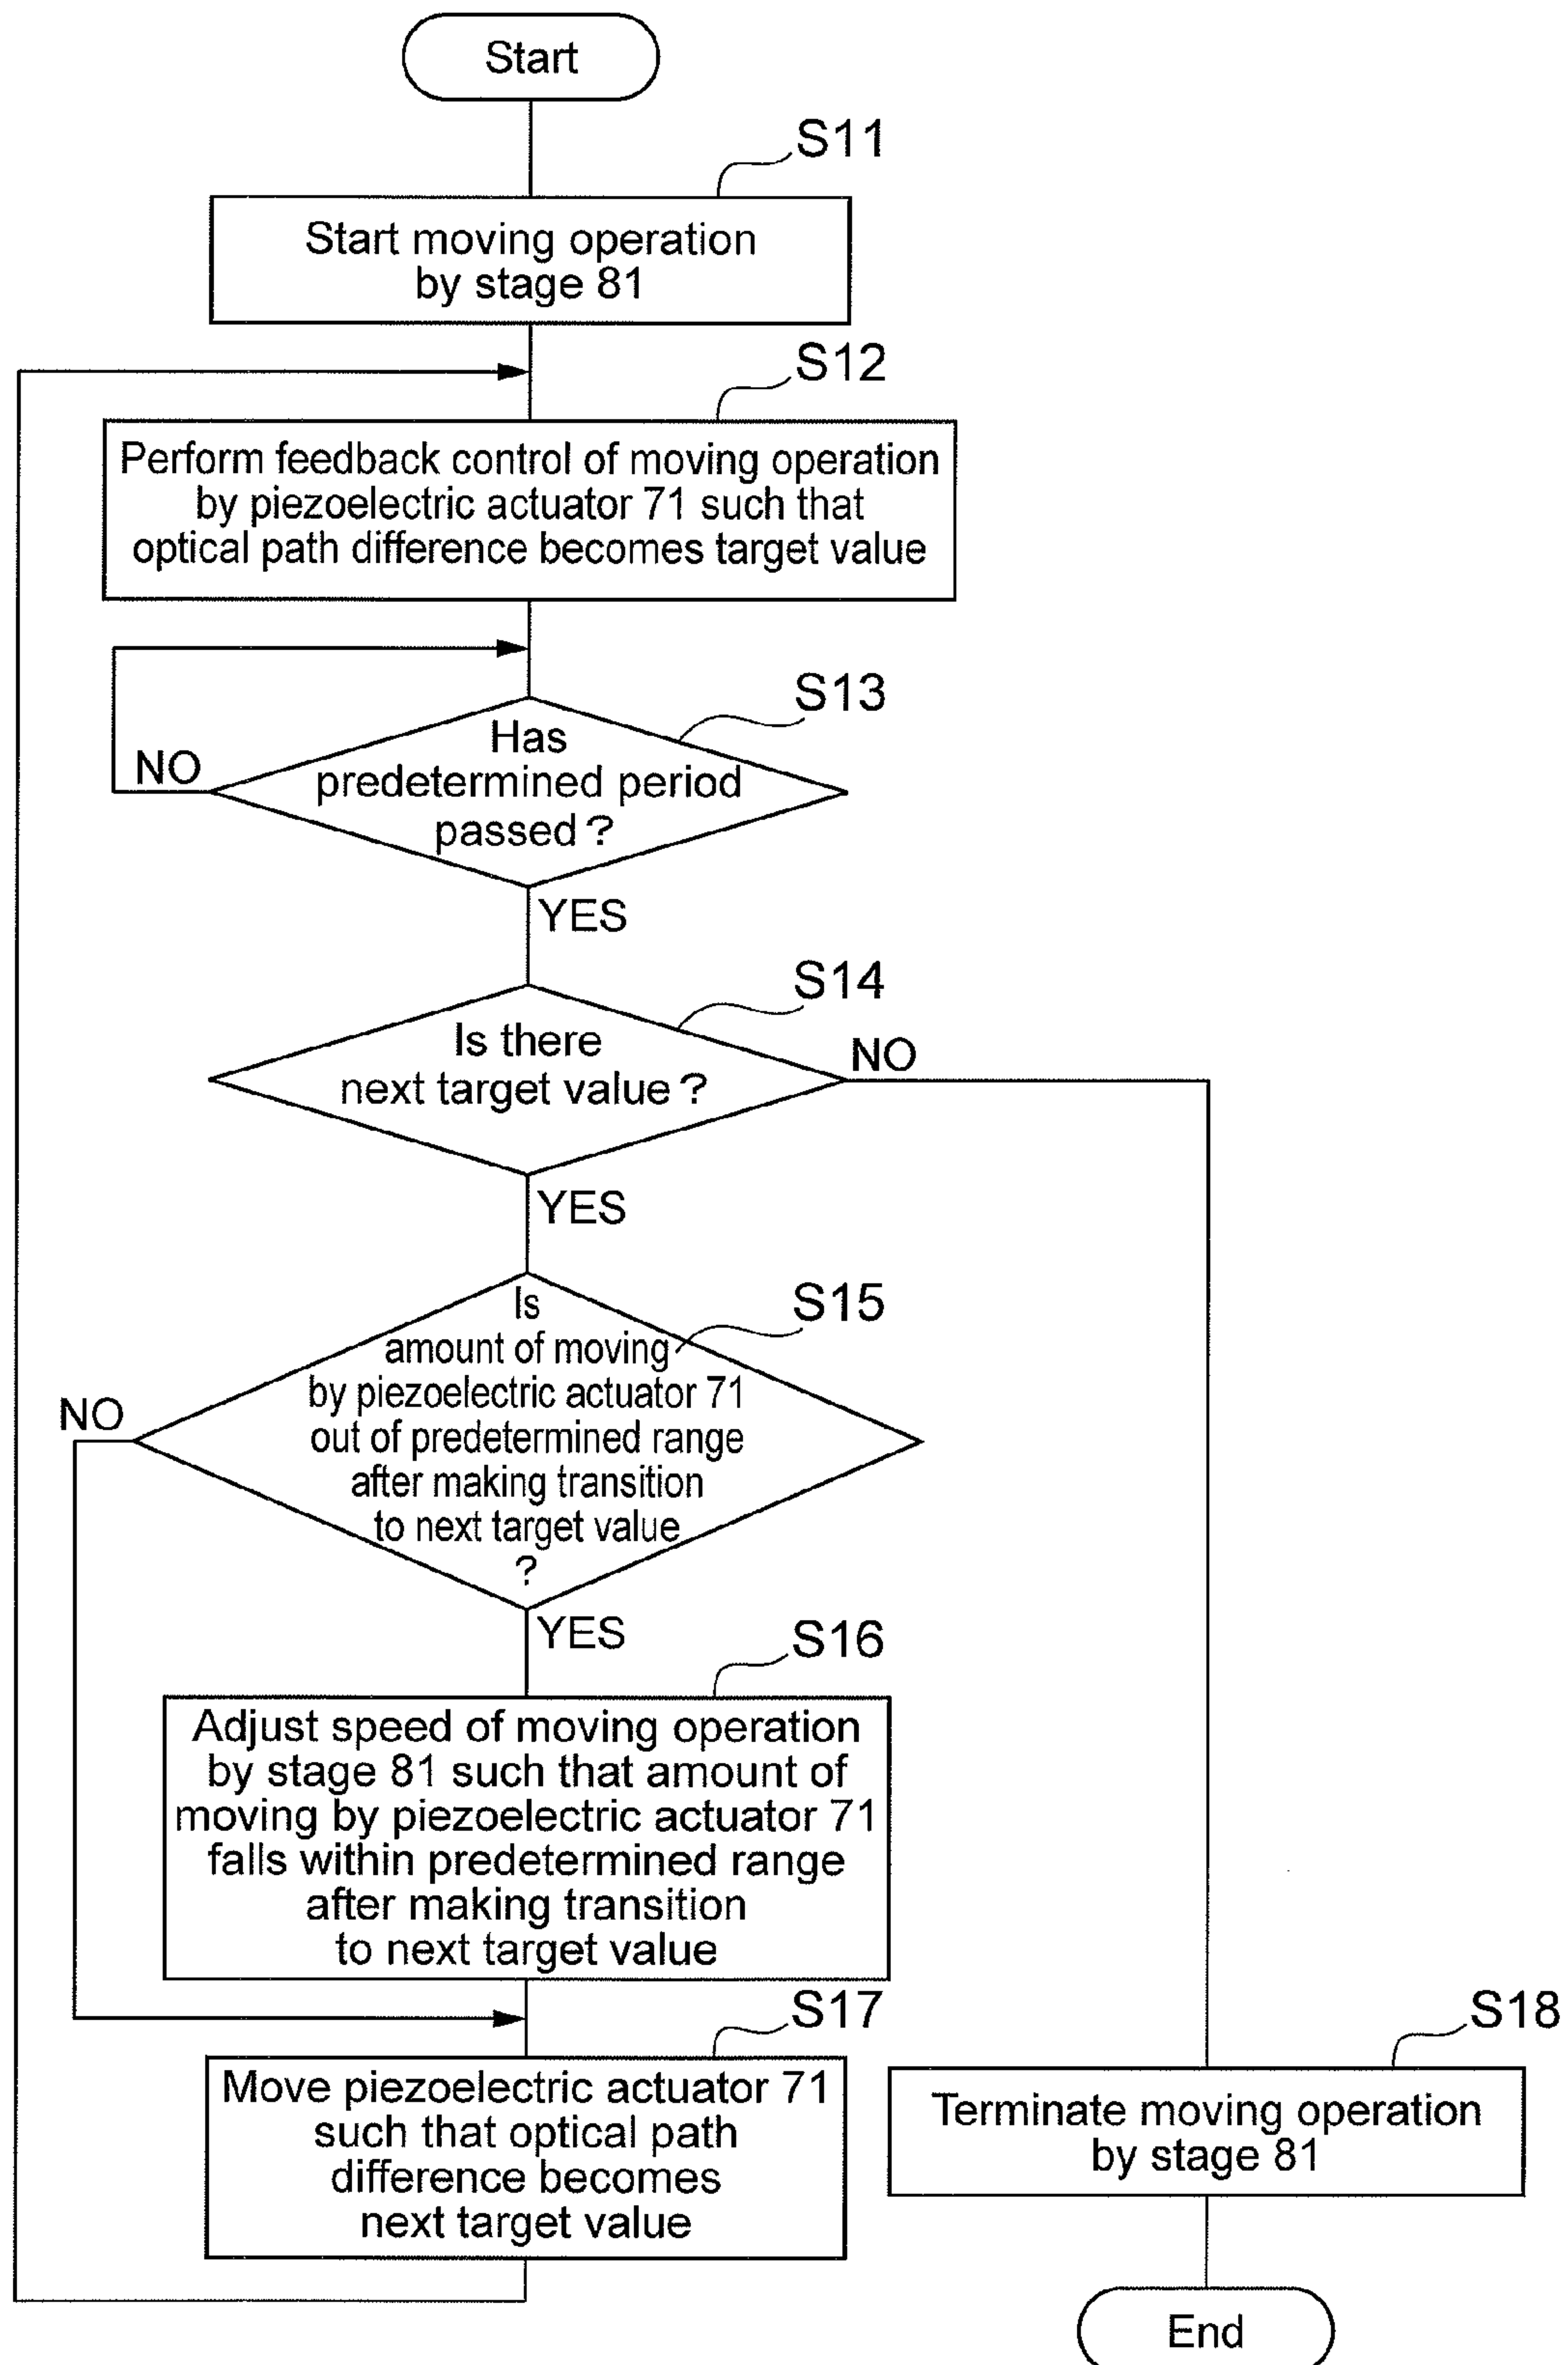 Start
S11
Start moving operation
by stage 81
S12
Perform feedback control of moving operation
by piezoelectric actuator 71 such that
optical path difference becomes target value
S13
Has
predetermined period
passed?
NO
YES
S14
Is there
next target value?
NO
YES
S15
Is
amount of moving
by piezoelectric actuator 71
out of predetermined range
after making transition
to next target value
?
NO
YES
S16
Adjust speed of moving operation
by stage 81 such that amount of
moving by piezoelectric actuator 71
falls within predetermined range
after making transition
to next target value
S17
Move piezoelectric actuator 71
such that optical path
difference becomes
next target value
S18
Terminate moving operation
by stage 81
End